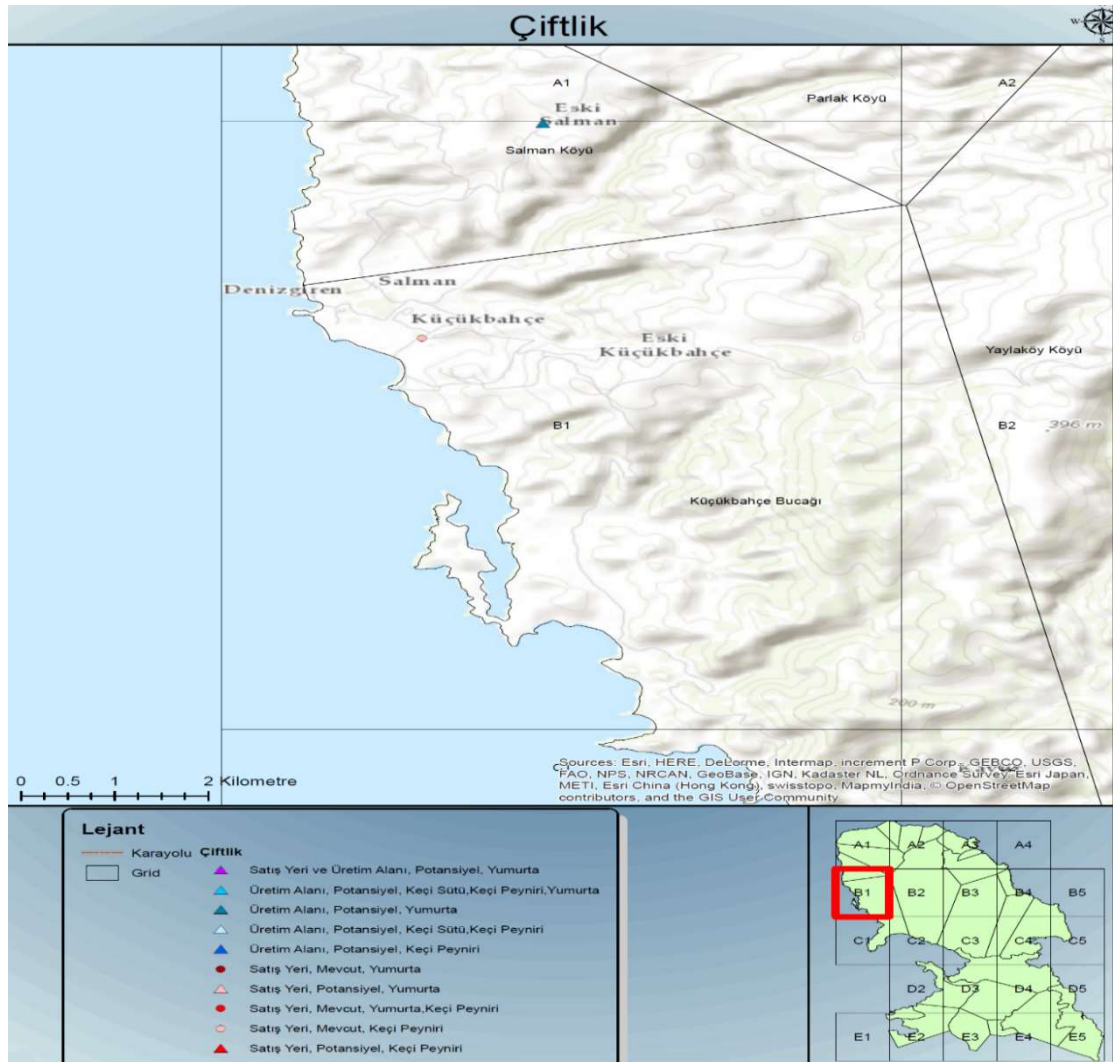 Çiftlik
W
A1
A2
Parlak Köyü
Eski
Salman
Salman Köyü
Denizgiren
Salman
Küçükbahçe
Eski
Küçükbahçe
Yaylaköy Köyü
B1
B2
396 m
Küçükbahçe Bucağı
200 m
0 0.5 1 2 Kilometre
Sources: Esri, HERE, DeLorme, Intermap, increment P Corp., GEBCO, USGS,
FAO, NPS, NRCAN, GeoBase, IGN, Kadaster NL, Ordnance Survey, Esri Japan,
METI, Esri China (Hong Kong), swisstopo, MapmyIndia, © OpenStreetMap
contributors, and the GIS User Community
Lejant
Karayolu
Grid
Çiftlik
Satış Yeri ve Üretim Alanı, Potansiyel, Yumurta
Üretim Alanı, Potansiyel, Keçi Sütü,Keçi Peyniri,Yumurta
Üretim Alanı, Potansiyel, Yumurta
Üretim Alanı, Potansiyel, Keçi Sütü,Keçi Peyniri
Üretim Alanı, Potansiyel, Keçi Peyniri
Satış Yeri, Mevcut, Yumurta
Satış Yeri, Potansiyel, Yumurta
Satış Yeri, Mevcut, Yumurta,Keçi Peyniri
Satış Yeri, Mevcut, Keçi Peyniri
Satış Yeri, Potansiyel, Keçi Peyniri
A1 A2 A3 A4
B1 B2 B3 B4 B5
C1 C2 C3 C4 C5
D2 D3 D4 D5
E1 E2 E3 E4 E5